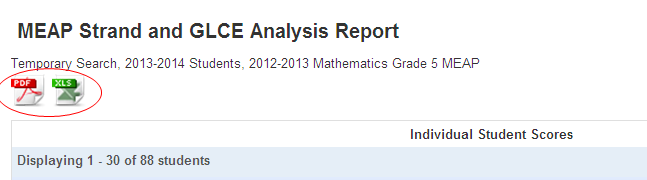 MEAP Strand and GLCE Analysis Report
Temporary Search, 2013-2014 Students, 2012-2013 Mathematics Grade 5 MEAP
PDF XLS
Individual Student Scores
Displaying 1 - 30 of 88 students